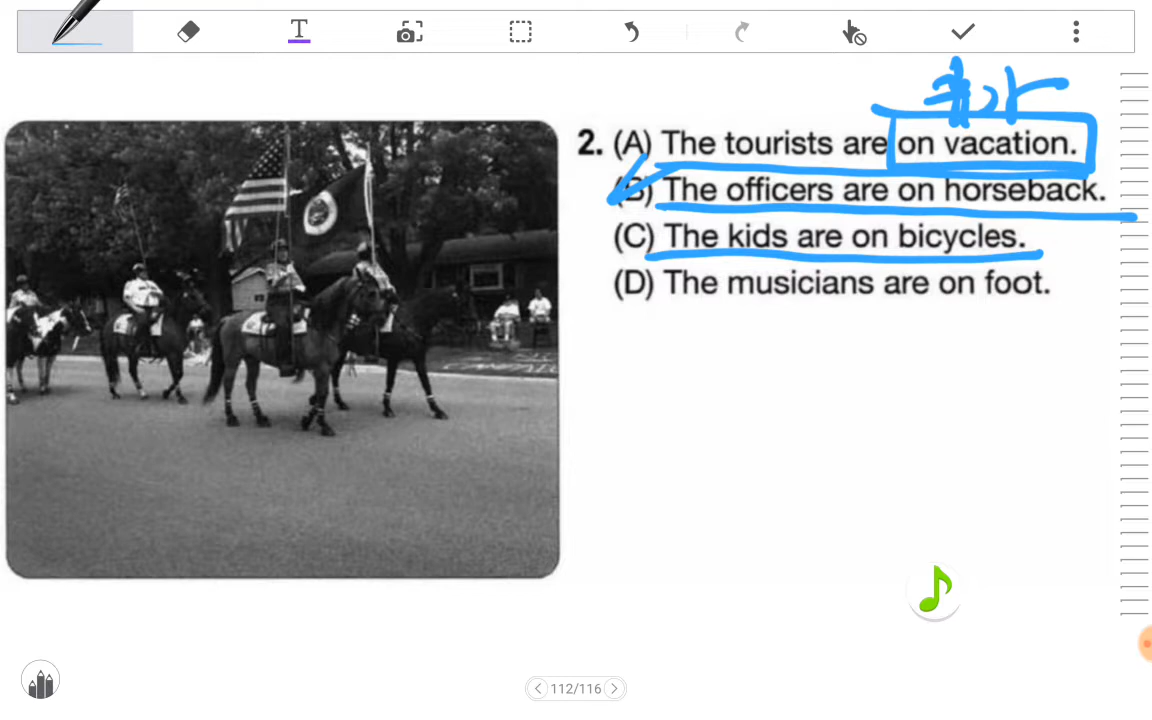 T
2. (A) The tourists are on vacation.
(B) The officers are on horseback.
(C) The kids are on bicycles.
(D) The musicians are on foot.
112/116